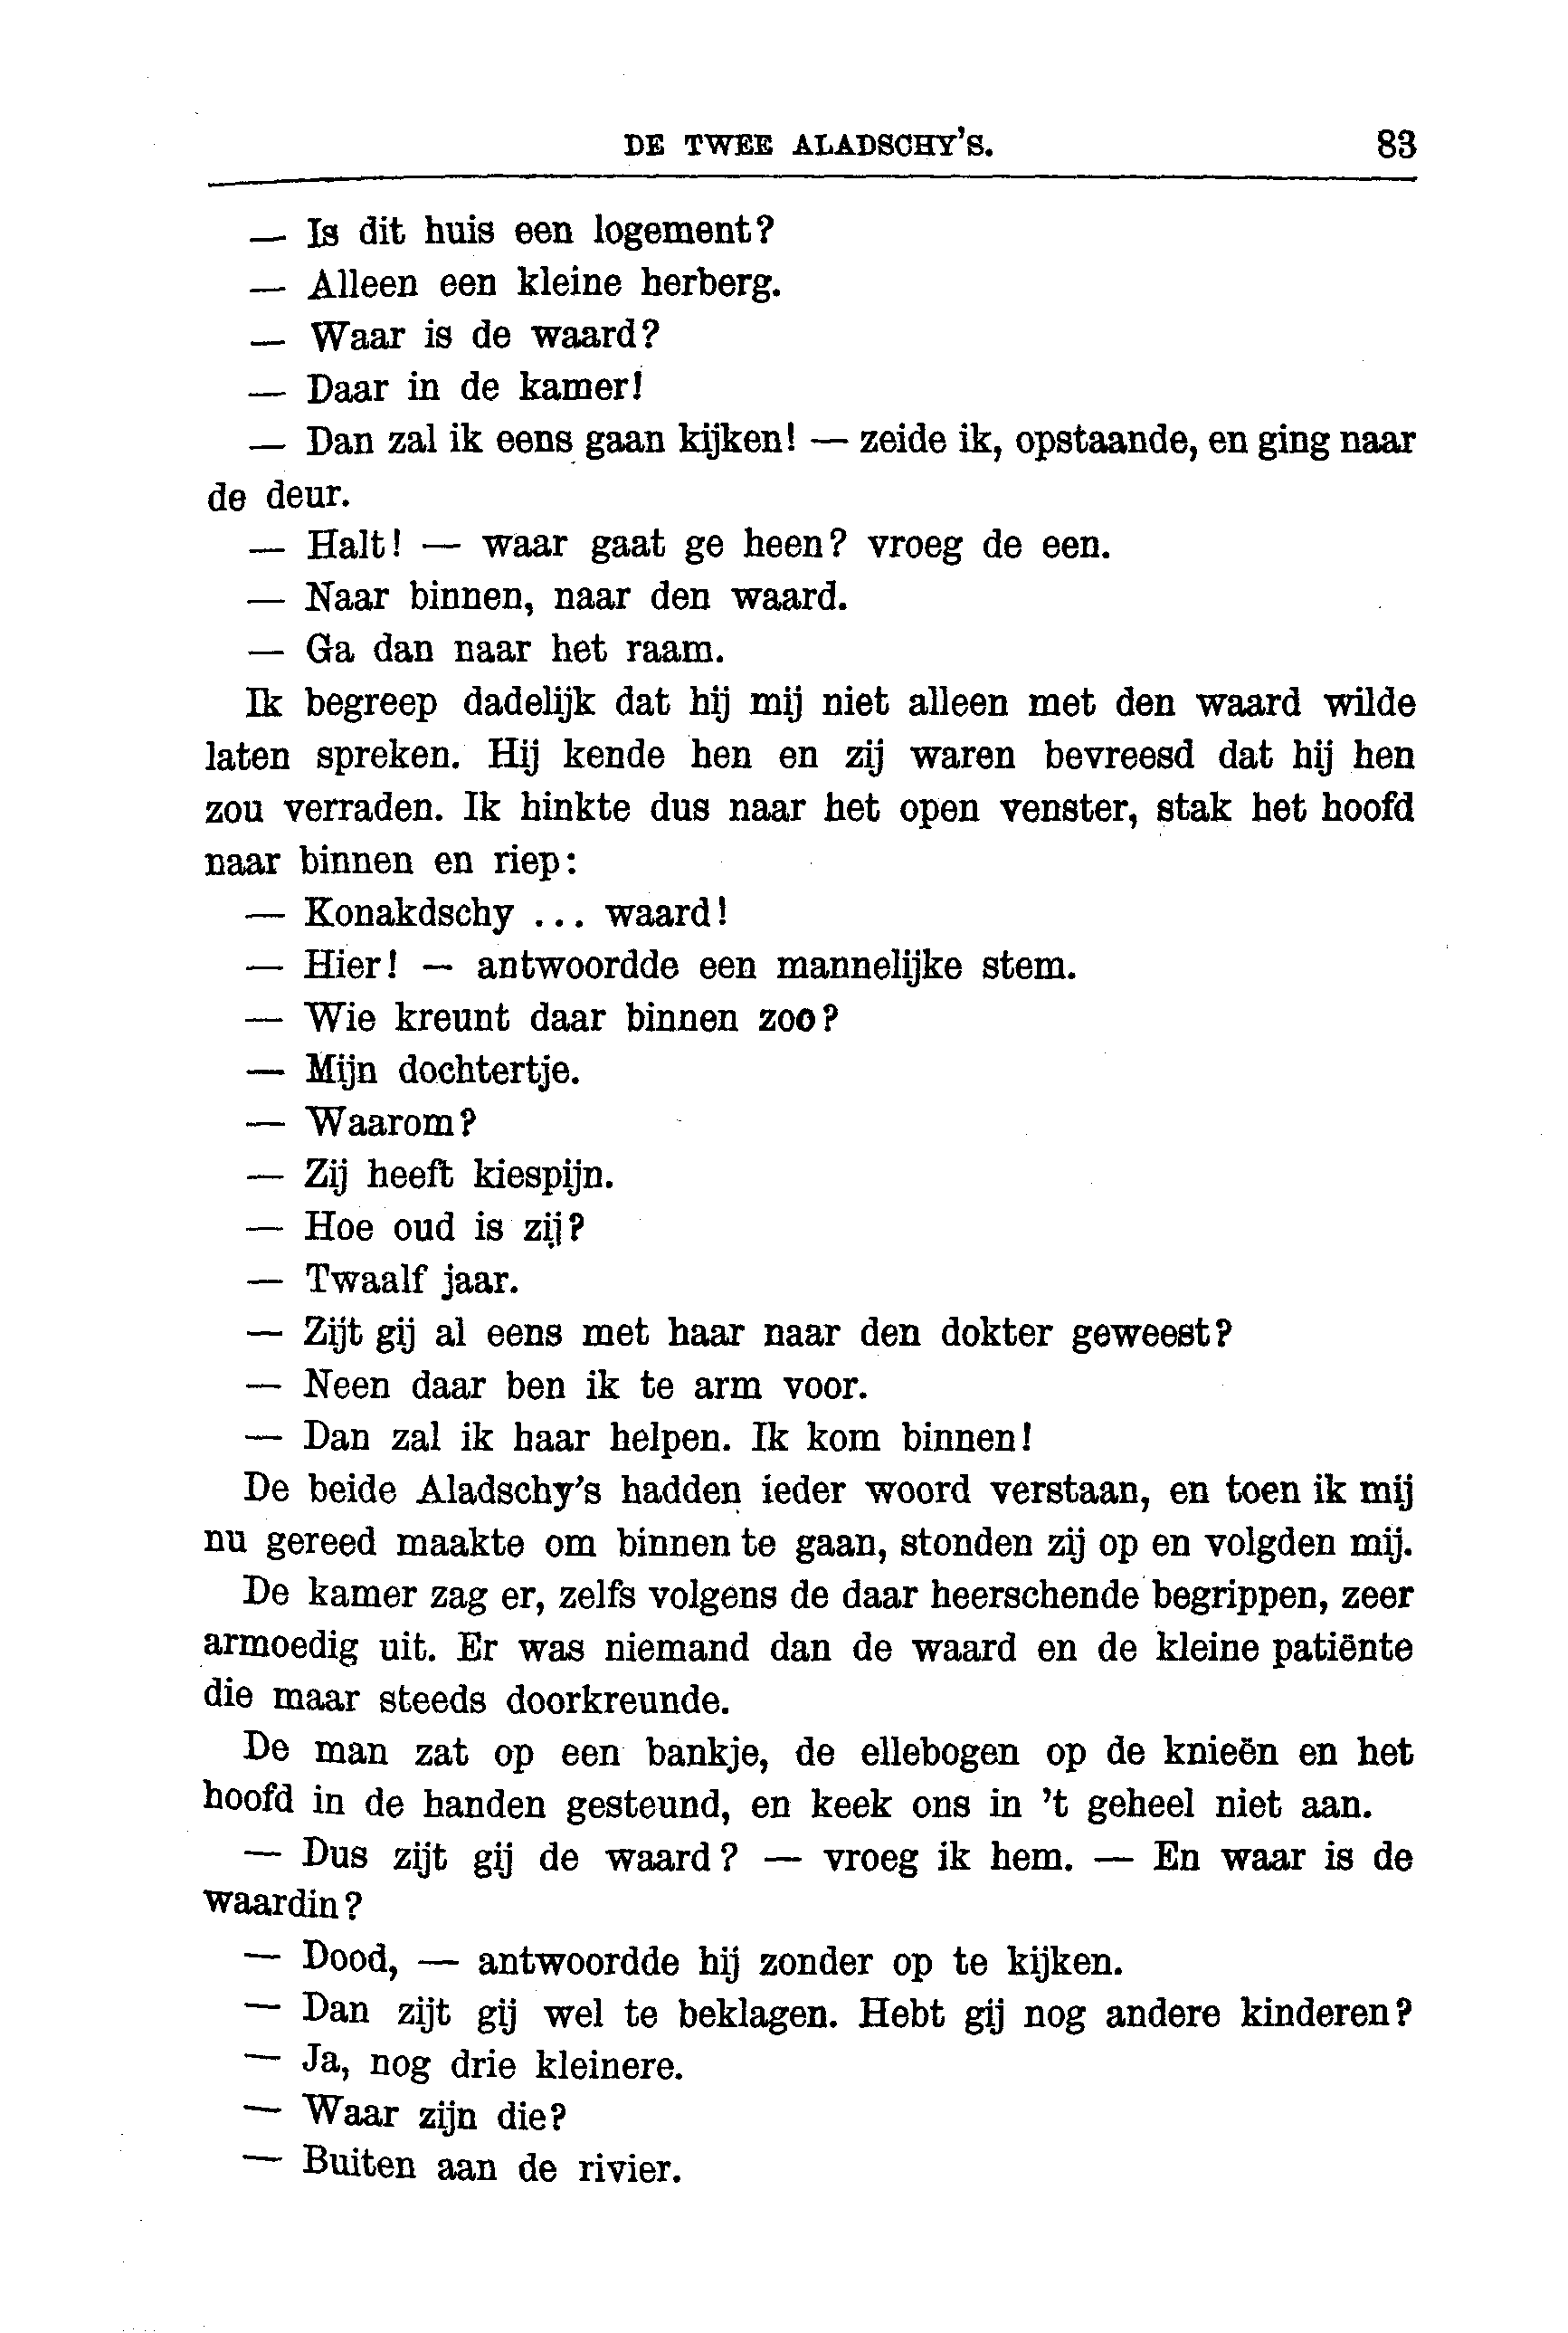 DE TWEE ALADSCHY'S. 83
— Is dit huis een logement?
— Alleen een kleine herberg.
— Waar is de waard?
— Daar in de kamer!
— Dan zal ik eens gaan kijken! — zeide ik, opstaande, en ging naar
de deur.
— Halt! — waar gaat ge heen? vroeg de een.
— Naar binnen, naar den waard.
— Ga dan naar het raam.
Ik begreep dadelijk dat hij mij niet alleen met den waard wilde
laten spreken. Hij kende hen en zij waren bevreesd dat hij hen
zou verraden. Ik hinkte dus naar het open venster, stak het hoofd
naar binnen en riep:
— Konakdschy ... waard!
— Hier! — antwoordde een mannelijke stem.
— Wie kreunt daar binnen zoo?
— Mijn dochtertje.
— Waarom?
— Zij heeft kiespijn.
— Hoe oud is zij?
— Twaalf jaar.
— Zijt gij al eens met haar naar den dokter geweest?
— Neen daar ben ik te arm voor.
— Dan zal ik haar helpen. Ik kom binnen!
De beide Aladschy's hadden ieder woord verstaan, en toen ik mij
nu gereed maakte om binnen te gaan, stonden zij op en volgden mij.
De kamer zag er, zelfs volgens de daar heerschende begrippen, zeer
armoedig uit. Er was niemand dan de waard en de kleine patiënte
die maar steeds doorkreunde.
De man zat op een bankje, de ellebogen op de knieën en het
hoofd in de handen gesteund, en keek ons in 't geheel niet aan.
— Dus zijt gij de waard? — vroeg ik hem. — En waar is de
waardin?
— Dood, — antwoordde hij zonder op te kijken.
— Dan zijt gij wel te beklagen. Hebt gij nog andere kinderen?
— Ja, nog drie kleinere.
— Waar zijn die?
— Buiten aan de rivier.